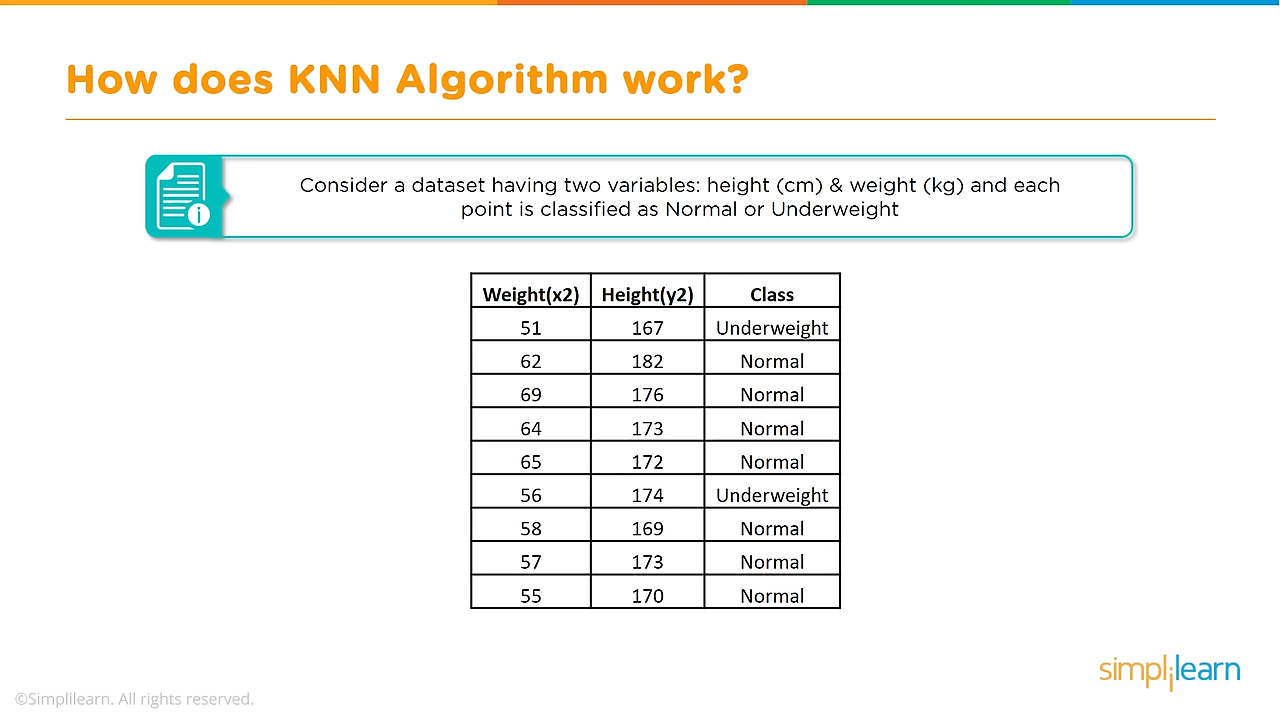 How does KNN Algorithm work?
Consider a dataset having two variables: height (cm) & weight (kg) and each
point is classified as Normal or Underweight
Weight(x2) Height(y2) Class
51 167 Underweight
62 182 Normal
69 176 Normal
64 173 Normal
65 172 Normal
56 174 Underweight
58 169 Normal
57 173 Normal
55 170 Normal
simplilearn
©Simplilearn. All rights reserved.